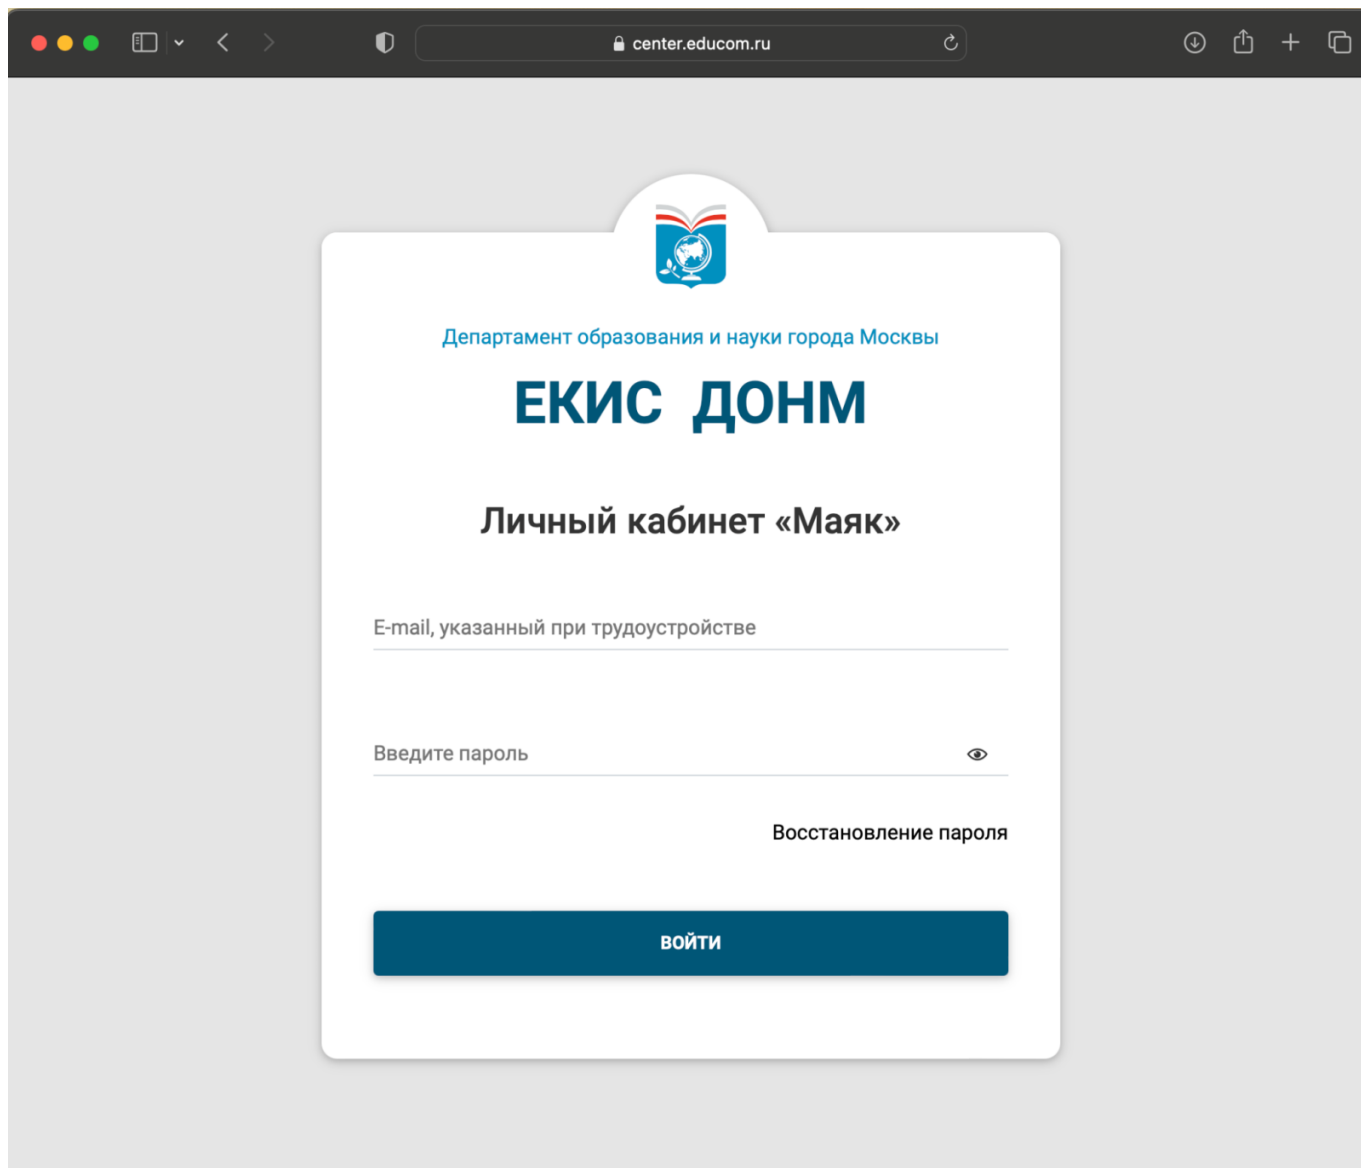 center.educom.ru
Департамент образования и науки города Москвы
ЕКИС ДОНМ
Личный кабинет «Маяк»
E-mail, указанный при трудоустройстве
Введите пароль
Восстановление пароля
ВОЙТИ